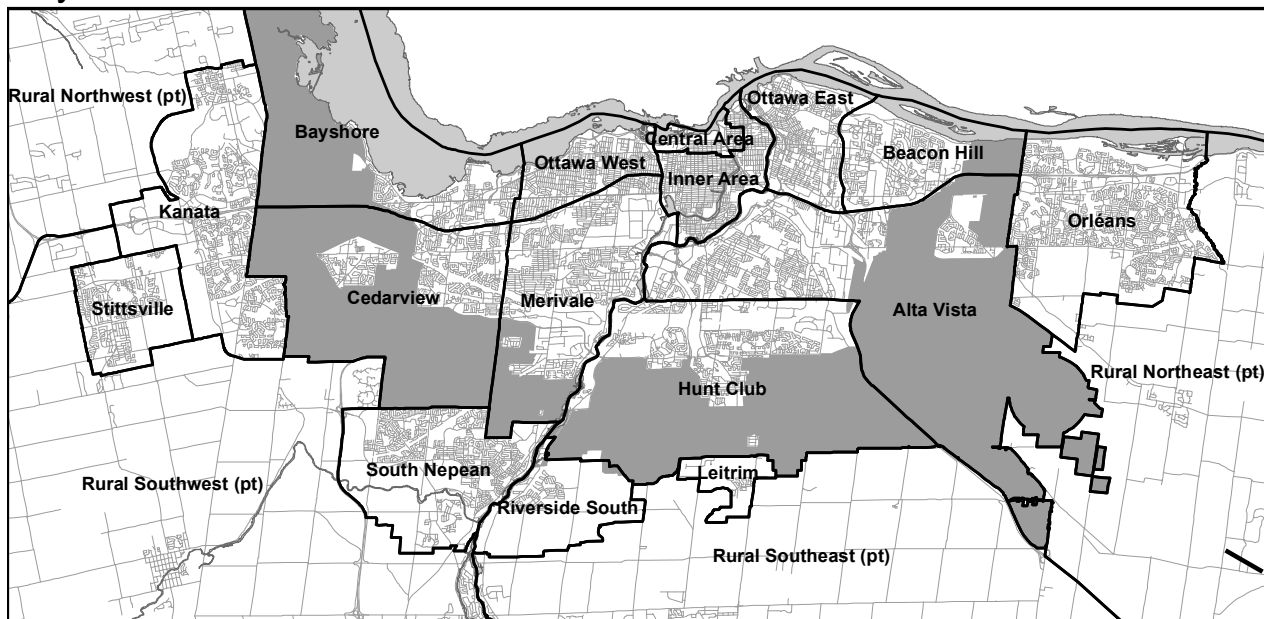 Rural Northwest (pt)
Bayshore
Ottawa East
Central Area
Ottawa West
Beacon Hill
Inner Area
Kanata
Orléans
Stittsville
Cedarview
Merivale
Alta Vista
Rural Northeast (pt)
Hunt Club
South Nepean
Leitrim
Rural Southwest (pt)
Riverside South
Rural Southeast (pt)